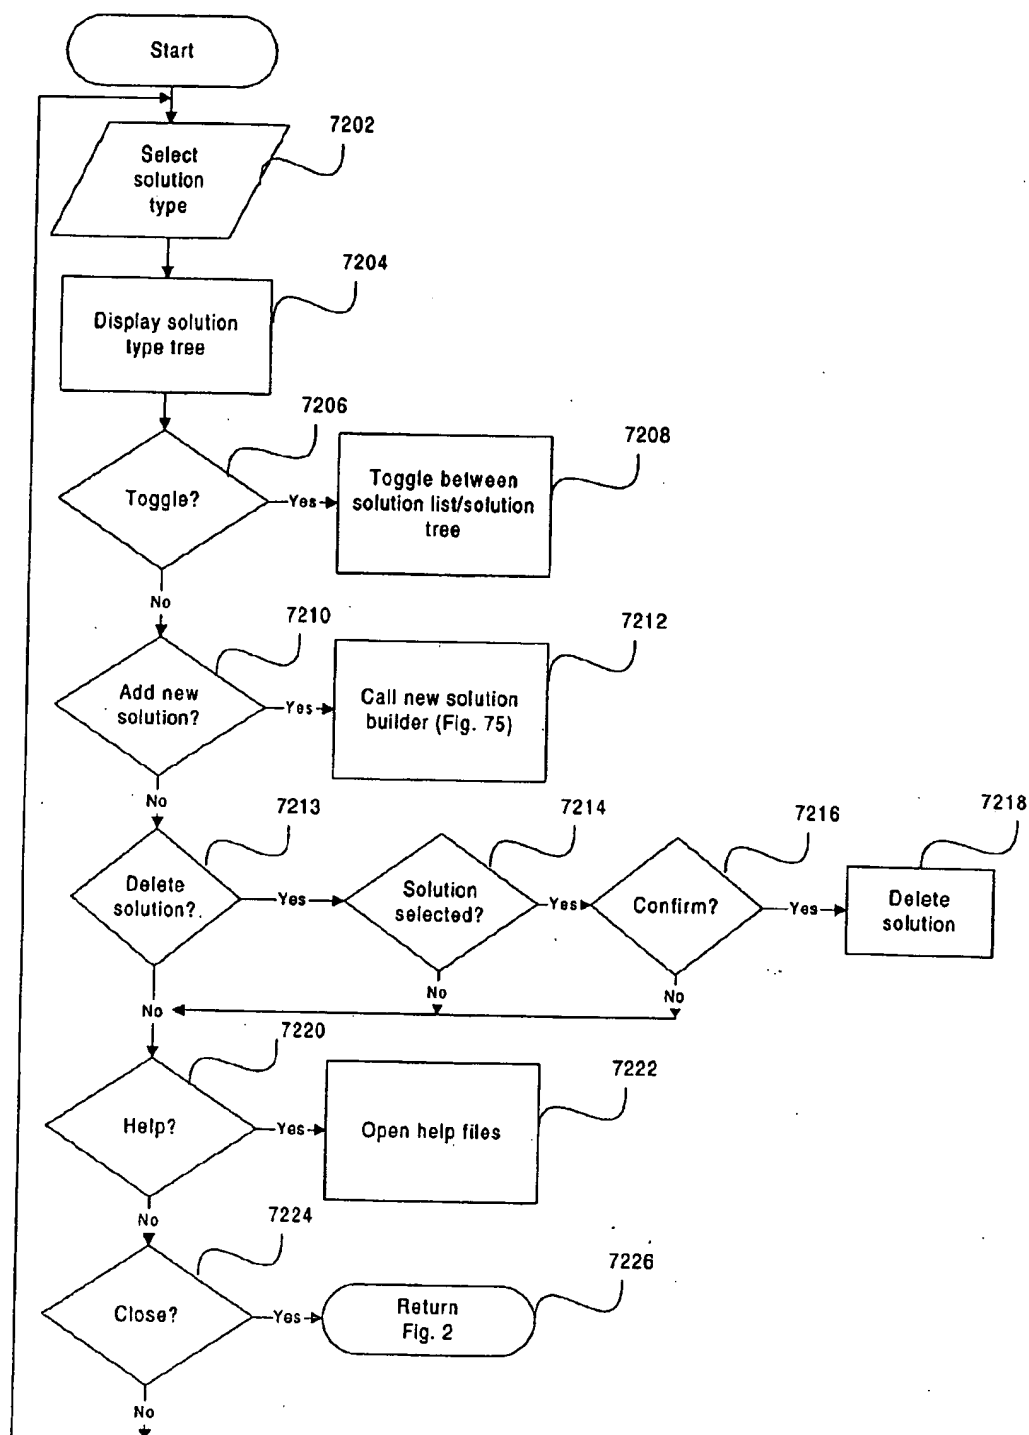 Start
7202
Select
solution
type
7204
Display solution
type tree
7206
7208
Toggle?
Yes
Toggle between
solution list/solution
tree
No
7210
7212
Add new
solution?
Yes
Call new solution
builder (Fig. 75)
No
7213
7214
7216
7218
Delete
solution?
Yes
Solution
selected?
Yes
Confirm?
Yes
Delete
solution
No
No
No
7220
7222
Help?
Yes
Open help files
No
7224
7226
Close?
Yes
Return
Fig. 2
No